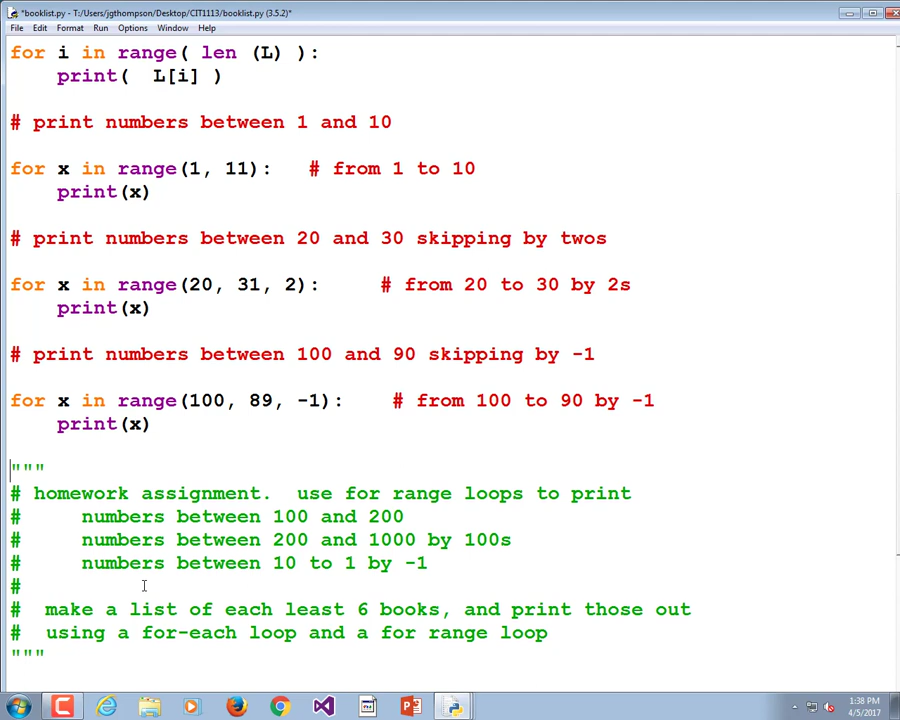 *booklist.py - T:/Users/jgthompson/Desktop/CIT1113/booklist.py (3.5.2)*
File Edit Format Run Options Window Help
for i in range( len (L) ):
    print(  L[i] )
# print numbers between 1 and 10
for x in range(1, 11):   # from 1 to 10
    print(x)
# print numbers between 20 and 30 skipping by twos
for x in range(20, 31, 2):     # from 20 to 30 by 2s
    print(x)
# print numbers between 100 and 90 skipping by -1
for x in range(100, 89, -1):    # from 100 to 90 by -1
    print(x)
"""
# homework assignment.  use for range loops to print
#     numbers between 100 and 200
#     numbers between 200 and 1000 by 100s
#     numbers between 10 to 1 by -1
#
#  make a list of each least 6 books, and print those out
#  using a for-each loop and a for range loop
"""
1:38 PM
4/5/2017